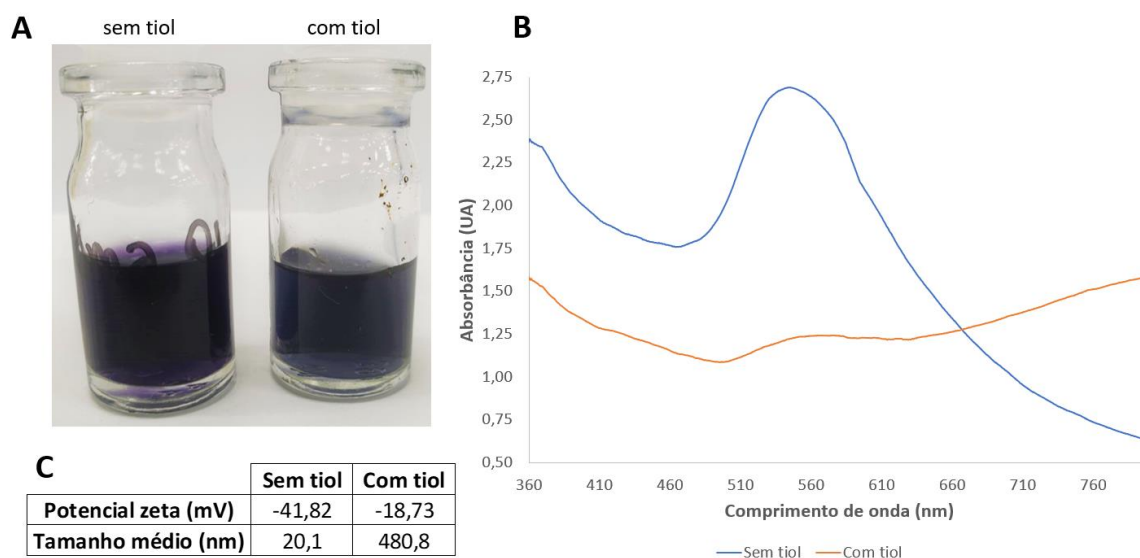 A
sem tiol
com tiol
C
Sem tiol Com tiol
Potencial zeta (mV) -41,82 -18,73
Tamanho médio (nm) 20,1 480,8
B
Absorbância (UA)
2,75
2,50
2,25
2,00
1,75
1,50
1,25
1,00
0,75
0,50
360 410 460 510 560 610 660 710 760
Comprimento de onda (nm)
Sem tiol Com tiol